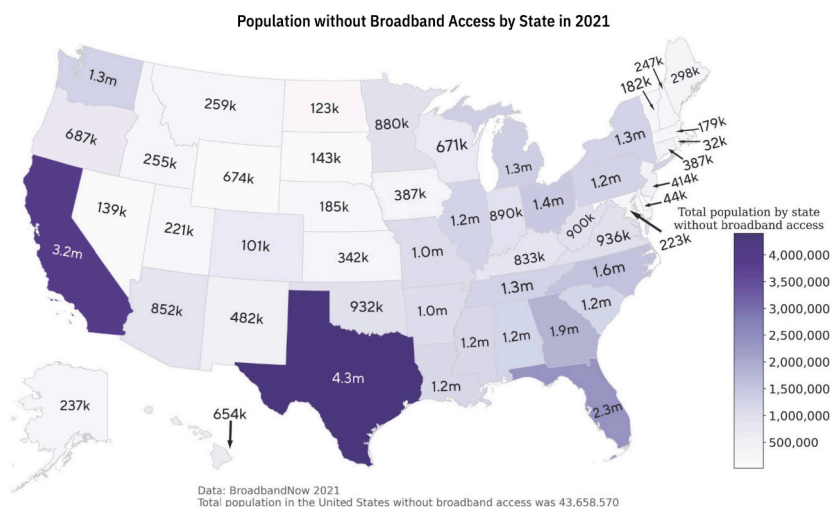 Population without Broadband Access by State in 2021
1.3m
259k
123k
880k
247k
182k
298k
687k
255k
674k
143k
671k
1.3m
1.3m
179k
32k
387k
139k
221k
101k
185k
387k
1.2m
890k
1.4m
1.2m
414k
44k
223k
3.2m
342k
1.0m
833k
900k
936k
852k
482k
932k
1.0m
1.3m
1.6m
1.2m
1.2m
1.2m
1.9m
4.3m
1.2m
2.3m
237k
654k
Total population by state
without broadband access
4,000,000
3,500,000
3,000,000
2,500,000
2,000,000
1,500,000
1,000,000
500,000
Data: BroadbandNow 2021
Total population in the United States without broadband access was 43,658,570